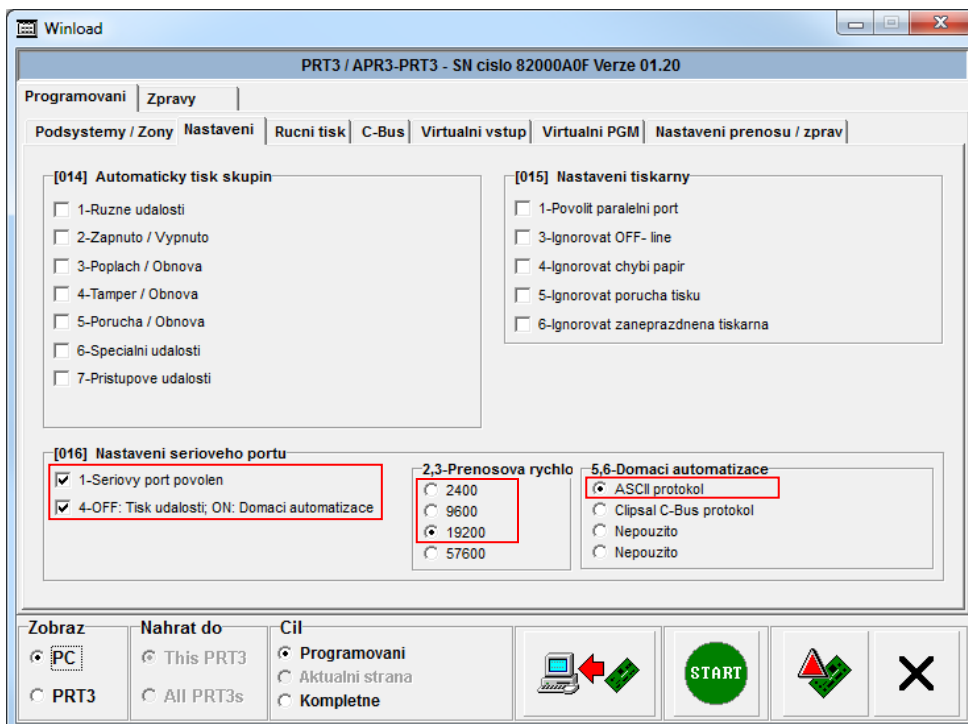 Winload
PRT3 / APR3-PRT3 - SN cislo 82000A0F Verze 01.20
Programovani Zpravy
Podsystemy / Zony Nastaveni Rucni tisk C-Bus Virtualni vstup Virtualni PGM Nastaveni prenosu / zprav
[014] Automaticky tisk skupin
1-Ruzne udalosti
2-Zapnuto / Vypnuto
3-Poplach / Obnova
4-Tamper / Obnova
5-Porucha / Obnova
6-Specialni udalosti
7-Pristupove udalosti
[015] Nastaveni tiskarny
1-Povolit paralelni port
3-Ignorovat OFF- line
4-Ignorovat chybi papir
5-Ignorovat porucha tisku
6-Ignorovat zaneprazdnena tiskarna
[016] Nastaveni serioveho portu
1-Seriovy port povolen
4-OFF: Tisk udalosti; ON: Domaci automatizace
2,3-Prenosova rychlo
2400
9600
19200
57600
5,6-Domaci automatizace
ASCII protokol
Clipsal C-Bus protokol
Nepouzito
Nepouzito
Zobraz
PC
PRT3
Nahrat do
This PRT3
All PRT3s
Cil
Programovani
Aktualni strana
Kompletne
START